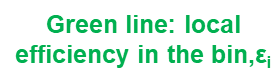 Green line: local
efficiency in the bin,εi